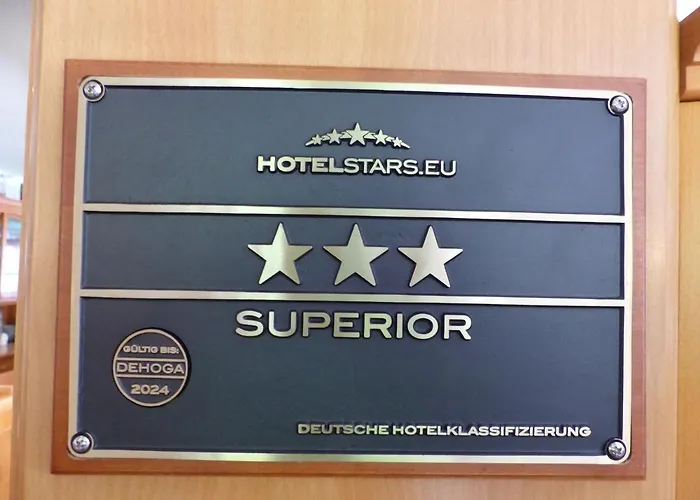 HOTELSTARS.EU
SUPERIOR
GÜLTIG BIS:
DEHOGA
2024
DEUTSCHE HOTELKLASSIFIZIERUNG